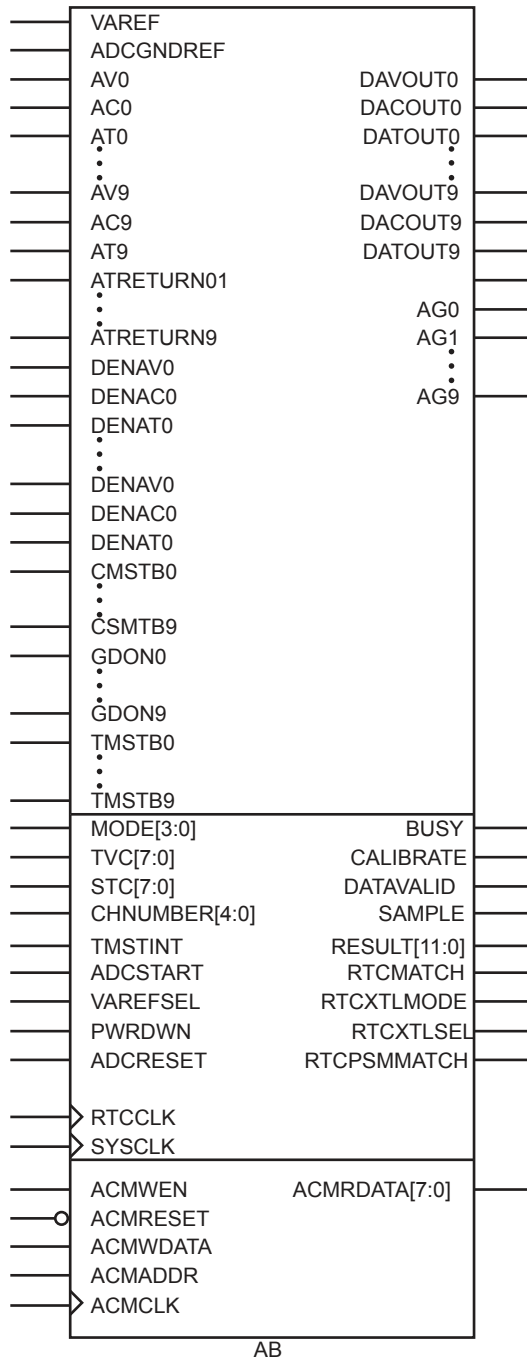 VAREF
ADCGNDREF
AV0 DAVOUT0
AC0 DACOUT0
AT0 DATOUT0
AV9 DAVOUT9
AC9 DACOUT9
AT9 DATOUT9
ATRETURN01
AG0
ATRETURN9 AG1
DENAV0
DENAC0 AG9
DENAT0
DENAV0
DENAC0
DENAT0
CMSTB0
CSMTB9
GDON0
GDON9
TMSTB0
TMSTB9
MODE[3:0] BUSY
TVC[7:0] CALIBRATE
STC[7:0] DATAVALID
CHNUMBER[4:0] SAMPLE
TMSTINT RESULT[11:0]
ADCSTART RTCMATCH
VAREFSEL RTCXTLMODE
PWRDWN RTCXTLSEL
ADCRESET RTCPSMMATCH
RTCCLK
SYSCLK
ACMWEN ACMRDATA[7:0]
ACMRESET
ACMWDATA
ACMADDR
ACMCLK
AB